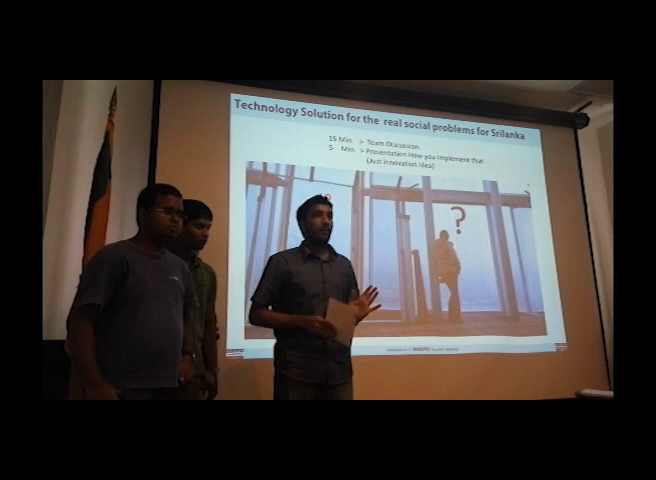 Technology Solution for the real social problems for Srilanka
15 Min > Team Discussion
5 Min > Presentation How you Implement that
(Just Innovation Idea)
?
?